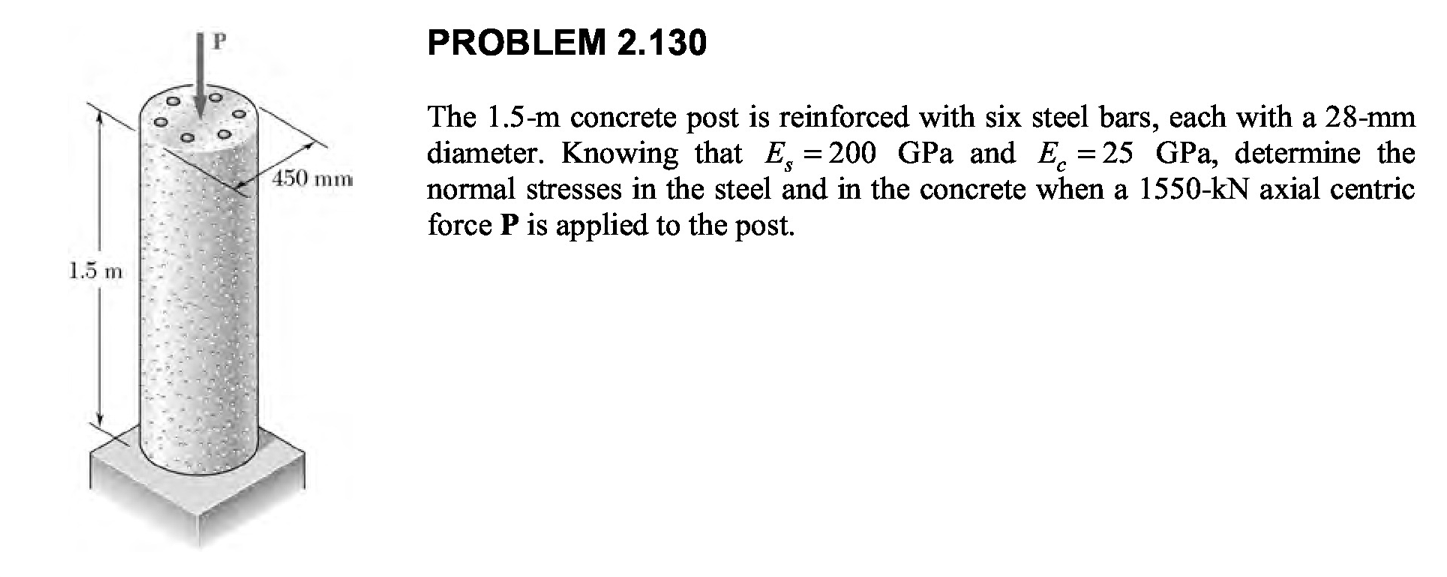 P
450 mm
1.5 m
PROBLEM 2.130
The 1.5-m concrete post is reinforced with six steel bars, each with a 28-mm
diameter. Knowing that Eₛ = 200 GPa and E꜀ = 25 GPa, determine the
normal stresses in the steel and in the concrete when a 1550-kN axial centric
force P is applied to the post.